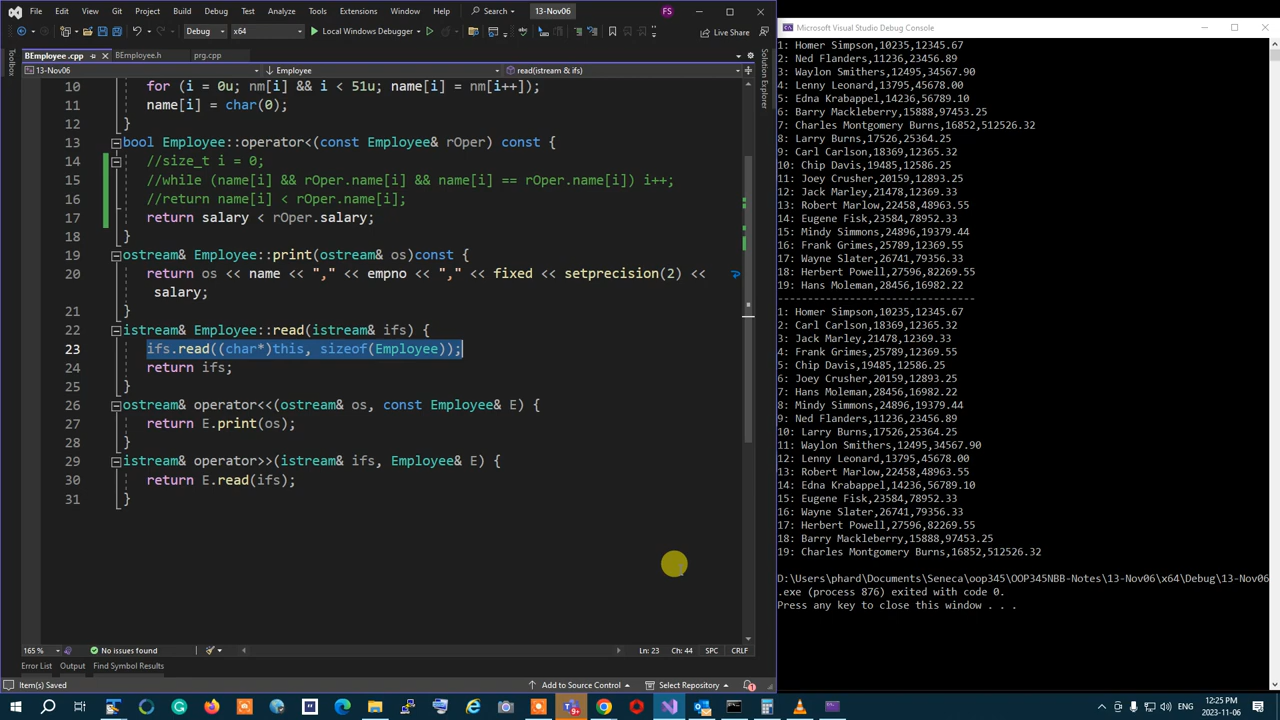 File Edit View Git Project Build Debug Test Analyze Tools Extensions Window Help Search 13-Nov06 FS
Debug x64 Local Windows Debugger Live Share
BEmployee.cpp BEmployee.h prg.cpp
13-Nov06 Employee read(istream & ifs)
10 for (i = 0u; nm[i] && i < 51u; name[i] = nm[i++]);
11 name[i] = char(0);
12 }
13 bool Employee::operator<(const Employee& rOper) const {
14 //size_t i = 0;
15 //while (name[i] && rOper.name[i] && name[i] == rOper.name[i]) i++;
16 //return name[i] < rOper.name[i];
17 return salary < rOper.salary;
18 }
19 ostream& Employee::print(ostream& os)const {
20 return os << name << "," << empno << "," << fixed << setprecision(2) <<
salary;
21 }
22 istream& Employee::read(istream& ifs) {
23 ifs.read((char*)this, sizeof(Employee));
24 return ifs;
25 }
26 ostream& operator<<(ostream& os, const Employee& E) {
27 return E.print(os);
28 }
29 istream& operator>>(istream& ifs, Employee& E) {
30 return E.read(ifs);
31 }
Solution Explorer
Toolbox
165 % No issues found Ln: 23 Ch: 44 SPC CRLF
Error List Output Find Symbol Results
Item(s) Saved Add to Source Control Select Repository 1
Microsoft Visual Studio Debug Console
1: Homer Simpson,10235,12345.67
2: Ned Flanders,11236,23456.89
3: Waylon Smithers,12495,34567.90
4: Lenny Leonard,13795,45678.00
5: Edna Krabappel,14236,56789.10
6: Barry Mackleberry,15888,97453.25
7: Charles Montgomery Burns,16852,512526.32
8: Larry Burns,17526,25364.25
9: Carl Carlson,18369,12365.32
10: Chip Davis,19485,12586.25
11: Joey Crusher,20159,12893.25
12: Jack Marley,21478,12369.33
13: Robert Marlow,22458,48963.55
14: Eugene Fisk,23584,78952.33
15: Mindy Simmons,24896,19379.44
16: Frank Grimes,25789,12369.55
17: Wayne Slater,26741,79356.33
18: Herbert Powell,27596,82269.55
19: Hans Moleman,28456,16982.22
---------------------------------
1: Homer Simpson,10235,12345.67
2: Carl Carlson,18369,12365.32
3: Jack Marley,21478,12369.33
4: Frank Grimes,25789,12369.55
5: Chip Davis,19485,12586.25
6: Joey Crusher,20159,12893.25
7: Hans Moleman,28456,16982.22
8: Mindy Simmons,24896,19379.44
9: Ned Flanders,11236,23456.89
10: Larry Burns,17526,25364.25
11: Waylon Smithers,12495,34567.90
12: Lenny Leonard,13795,45678.00
13: Robert Marlow,22458,48963.55
14: Edna Krabappel,14236,56789.10
15: Eugene Fisk,23584,78952.33
16: Wayne Slater,26741,79356.33
17: Herbert Powell,27596,82269.55
18: Barry Mackleberry,15888,97453.25
19: Charles Montgomery Burns,16852,512526.32
D:\Users\phard\Documents\Seneca\oop345\OOP345NBB-Notes\13-Nov06\x64\Debug\13-Nov06
.exe (process 876) exited with code 0.
Press any key to close this window . . .
ENG 12:25 PM
2023-11-06